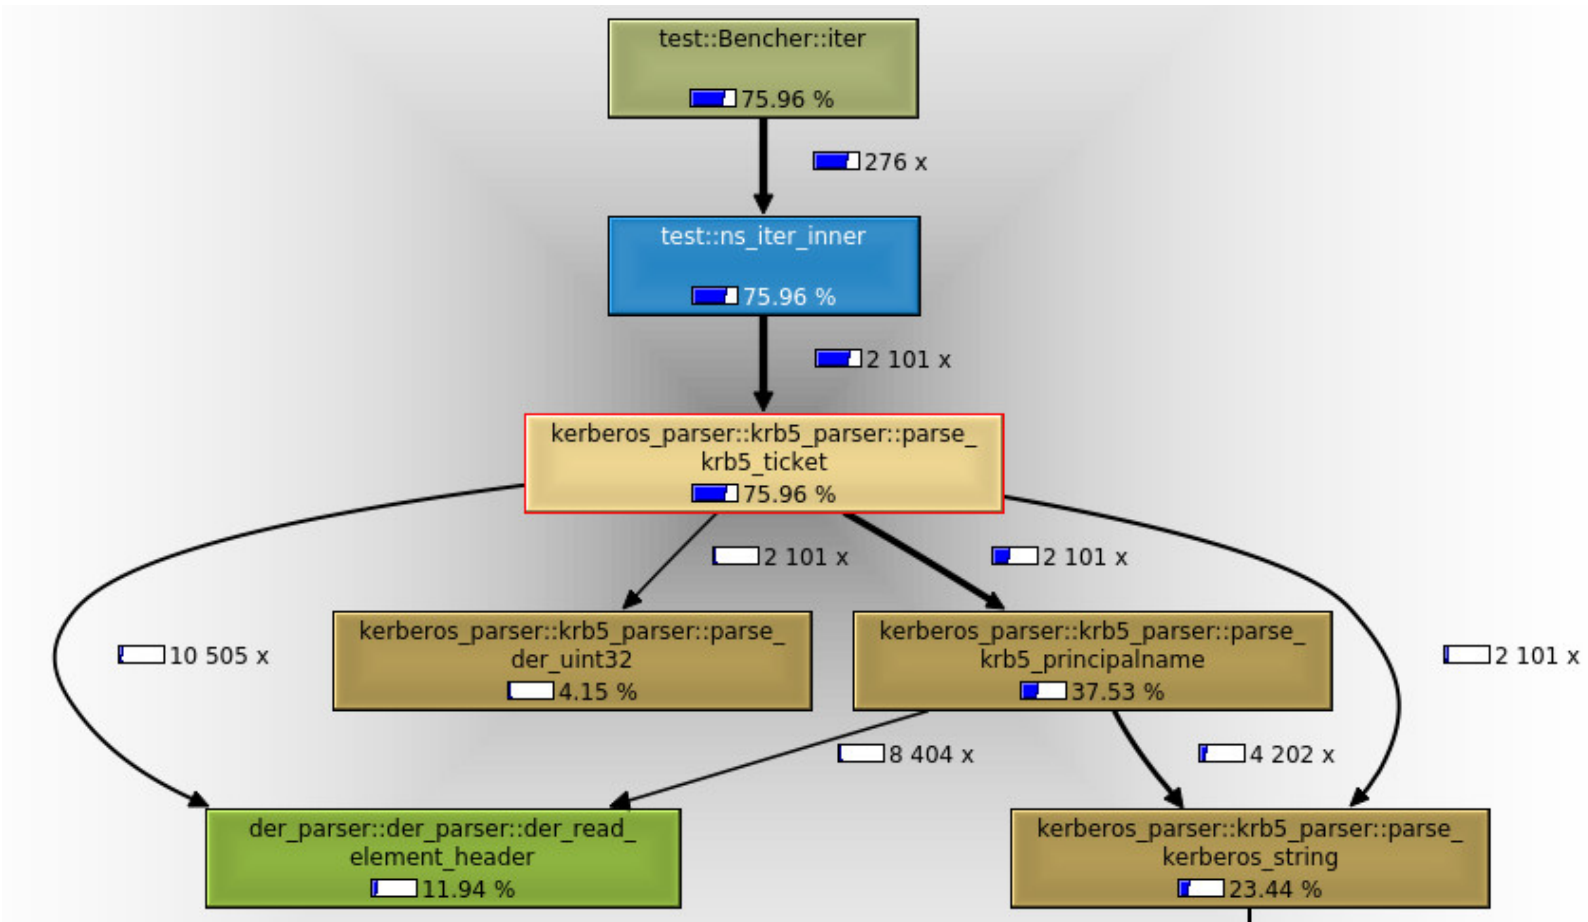 test::Bencher::iter
75.96 %
276 x
test::ns_iter_inner
75.96 %
2 101 x
kerberos_parser::krb5_parser::parse_
krb5_ticket
75.96 %
2 101 x
2 101 x
kerberos_parser::krb5_parser::parse_
der_uint32
4.15 %
kerberos_parser::krb5_parser::parse_
krb5_principalname
37.53 %
10 505 x
2 101 x
8 404 x
4 202 x
der_parser::der_parser::der_read_
element_header
11.94 %
kerberos_parser::krb5_parser::parse_
kerberos_string
23.44 %